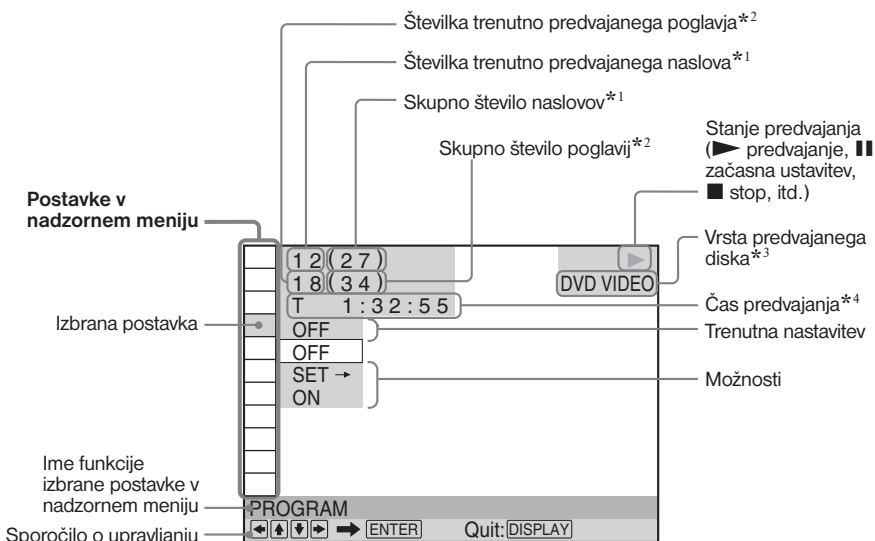 Številka trenutno predvajanega poglavja*2
Številka trenutno predvajanega naslova*1
Skupno število naslovov*1
Skupno število poglavij*2
Stanje predvajanja
(► predvajanje, ❚❚
začasna ustavitev,
■ stop, itd.)
Postavke v
nadzornem meniju
Vrsta predvajanega
diska*3
12(27)
18(34)
DVD VIDEO
T 1:32:55
Čas predvajanja*4
Izbrana postavka
OFF
Trenutna nastavitev
OFF
SET →
ON
Možnosti
Ime funkcije
izbrane postavke v
nadzornem meniju
PROGRAM
Sporočilo o upravljanju
←↑↓→ ➡ ENTER Quit: DISPLAY